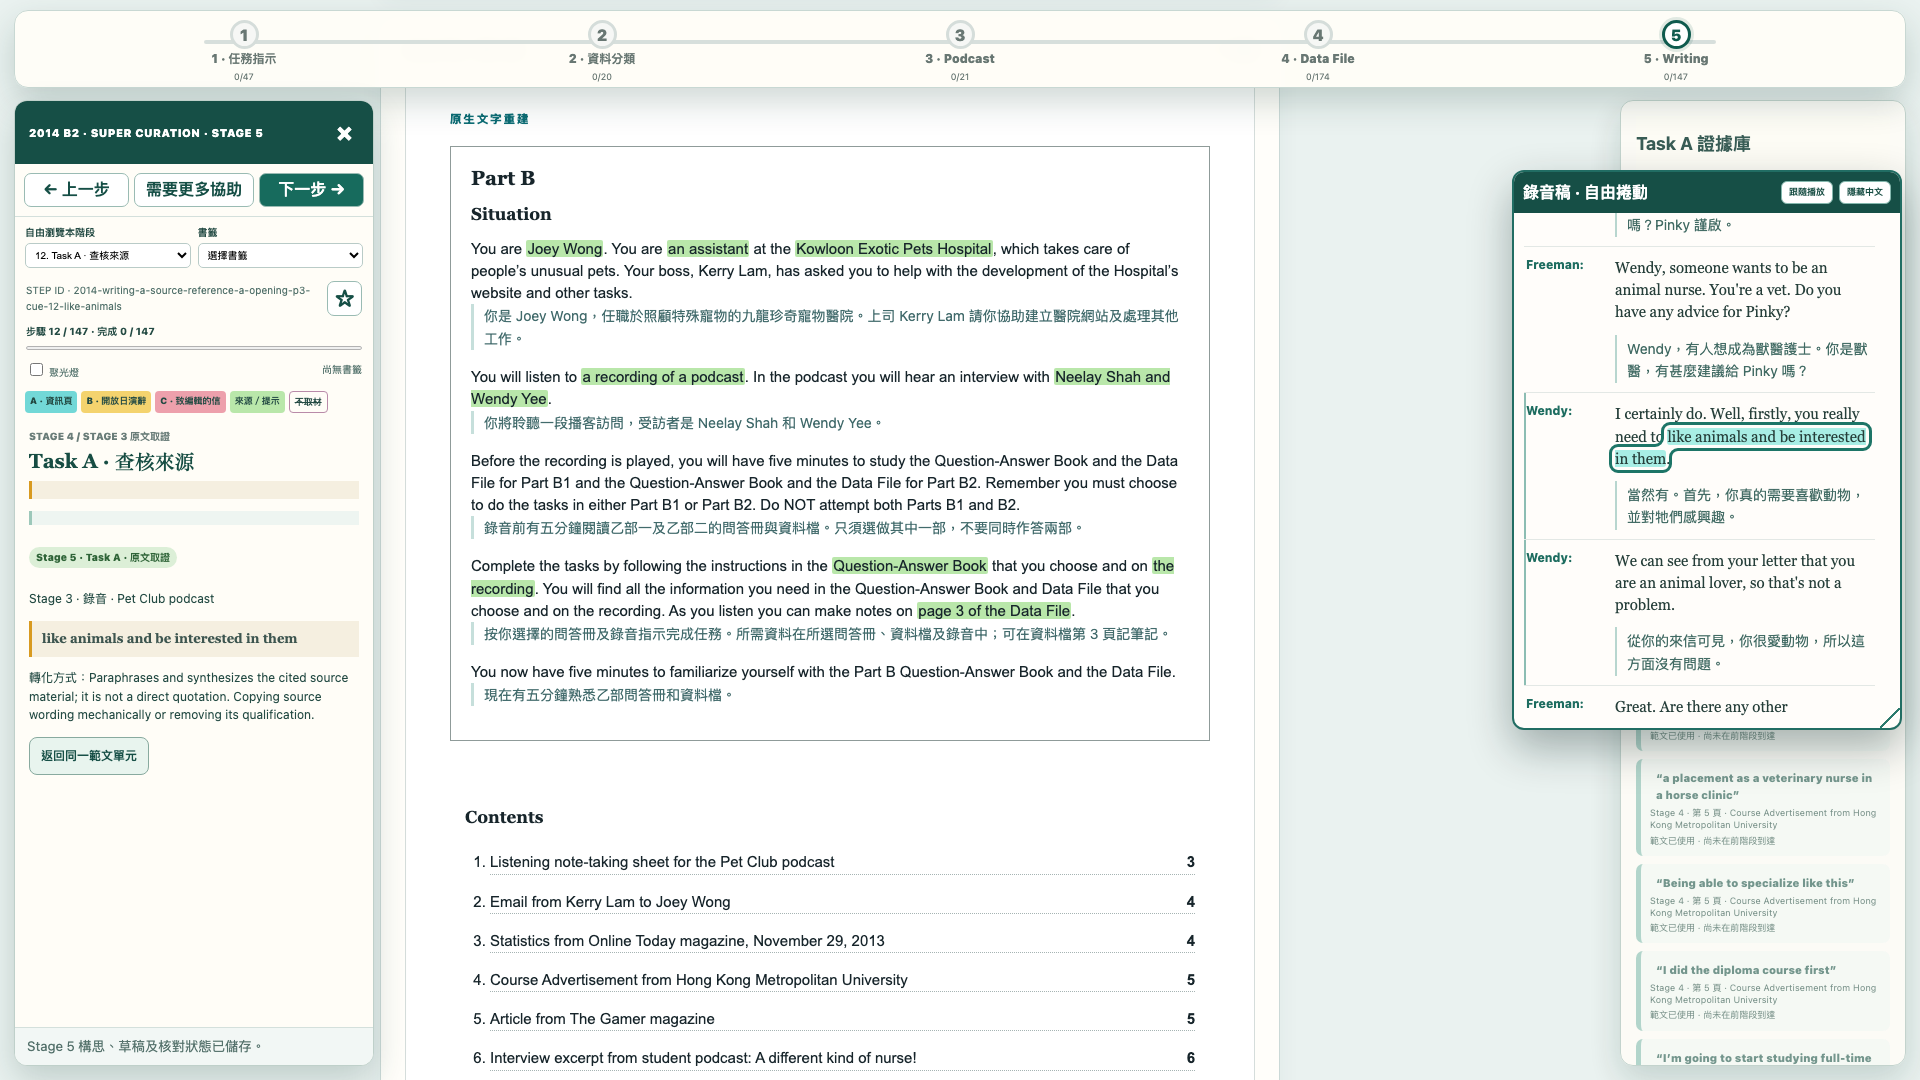 1
1 · 任務指示
0/47
2
2 · 資料分類
0/20
3
3 · Podcast
0/21
4
4 · Data File
0/174
5
5 · Writing
0/147
2014 B2 · SUPER CURATION · STAGE 5
✖
← 上一步
需要更多協助
下一步 →
自由瀏覽本階段
書籤
12. Task A · 查核來源
選擇書籤
STEP ID · 2014-writing-a-source-reference-a-opening-p3-
cue-12-like-animals
☆
步驟 12 / 147 · 完成 0 / 147
聚光燈
尚無書籤
A · 資訊頁
B · 開放日演辭
C · 致編輯的信
來源 / 提示
不取材
STAGE 4 / STAGE 3 原文取證
Task A · 查核來源
Stage 5 · Task A · 原文取證
Stage 3 · 錄音 · Pet Club podcast
like animals and be interested in them
轉化方式：Paraphrases and synthesizes the cited source
material; it is not a direct quotation. Copying source
wording mechanically or removing its qualification.
返回同一範文單元
Stage 5 構思、草稿及核對狀態已儲存。
原生文字重建
Part B
Situation
You are Joey Wong. You are an assistant at the Kowloon Exotic Pets Hospital, which takes care of
people’s unusual pets. Your boss, Kerry Lam, has asked you to help with the development of the Hospital’s
website and other tasks.
你是 Joey Wong，任職於照顧特殊寵物的九龍珍奇寵物醫院。上司 Kerry Lam 請你協助建立醫院網站及處理其他
工作。
You will listen to a recording of a podcast. In the podcast you will hear an interview with Neelay Shah and
Wendy Yee.
你將聆聽一段播客訪問，受訪者是 Neelay Shah 和 Wendy Yee。
Before the recording is played, you will have five minutes to study the Question-Answer Book and the Data
File for Part B1 and the Question-Answer Book and the Data File for Part B2. Remember you must choose
to do the tasks in either Part B1 or Part B2. Do NOT attempt both Parts B1 and B2.
錄音前有五分鐘閱讀乙部一及乙部二的問答冊與資料檔。只須選做其中一部，不要同時作答兩部。
Complete the tasks by following the instructions in the Question-Answer Book that you choose and on the
recording. You will find all the information you need in the Question-Answer Book and Data File that you
choose and on the recording. As you listen you can make notes on page 3 of the Data File.
按你選擇的問答冊及錄音指示完成任務。所需資料在所選問答冊、資料檔及錄音中；可在資料檔第 3 頁記筆記。
You now have five minutes to familiarize yourself with the Part B Question-Answer Book and the Data File.
現在有五分鐘熟悉乙部問答冊和資料檔。
Contents
1. Listening note-taking sheet for the Pet Club podcast 3
2. Email from Kerry Lam to Joey Wong 4
3. Statistics from Online Today magazine, November 29, 2013 4
4. Course Advertisement from Hong Kong Metropolitan University 5
5. Article from The Gamer magazine 5
6. Interview excerpt from student podcast: A different kind of nurse! 6
Task A 證據庫
錄音稿 · 自由捲動
跟隨播放
隱藏中文
嗎？Pinky 謹啟。
Freeman: Wendy, someone wants to be an
animal nurse. You're a vet. Do you
have any advice for Pinky?
Wendy，有人想成為獸醫護士。你是獸
醫，有甚麼建議給 Pinky 嗎？
Wendy: I certainly do. Well, firstly, you really
need to like animals and be interested
in them.
當然有。首先，你真的需要喜歡動物，
並對牠們感興趣。
Wendy: We can see from your letter that you
are an animal lover, so that's not a
problem.
從你的來信可見，你很愛動物，所以這
方面沒有問題。
Freeman: Great. Are there any other
範文已使用 · 尚未在前階段到達
“a placement as a veterinary nurse in
a horse clinic”
Stage 4 · 第 5 頁 · Course Advertisement from Hong
Kong Metropolitan University
範文已使用 · 尚未在前階段到達
“Being able to specialize like this”
Stage 4 · 第 5 頁 · Course Advertisement from Hong
Kong Metropolitan University
範文已使用 · 尚未在前階段到達
“I did the diploma course first”
Stage 4 · 第 5 頁 · Course Advertisement from Hong
Kong Metropolitan University
範文已使用 · 尚未在前階段到達
“I’m going to start studying full-time